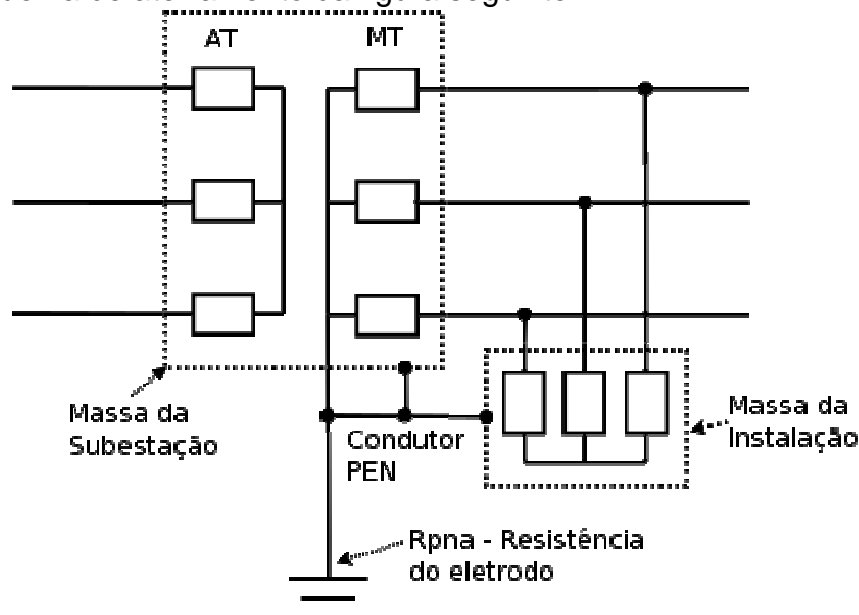 AT
MT
Massa da
Subestação
Condutor
PEN
Massa da
Instalação
Rpna - Resistência
do eletrodo